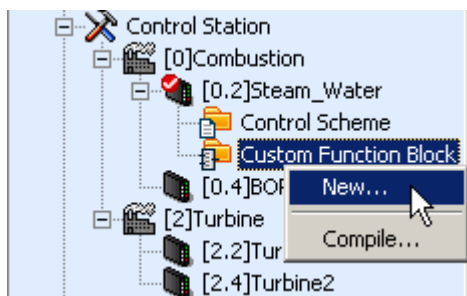 Control Station
[0]Combustion
[0.2]Steam_Water
Control Scheme
Custom Function Block
[0.4]BOP
New...
[2]Turbine
Compile...
[2.2]Tur
[2.4]Turbine2